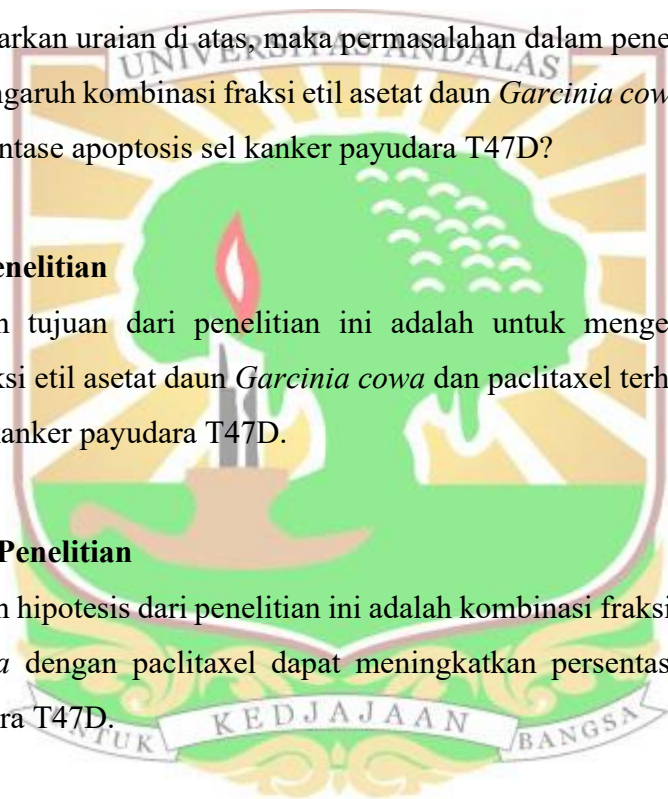 arkan uraian di atas, maka permasalahan dalam pene
UNIVERSITAS ANDALAS
ngaruh kombinasi fraksi etil asetat daun Garcinia cow
ntase apoptosis sel kanker payudara T47D?
enelitian
n tujuan dari penelitian ini adalah untuk menge
ksi etil asetat daun Garcinia cowa dan paclitaxel terh
kanker payudara T47D.
Penelitian
n hipotesis dari penelitian ini adalah kombinasi fraksi
a dengan paclitaxel dapat meningkatkan persentas
ara T47D.
UNTUK KEDJAJAAN BANGSA